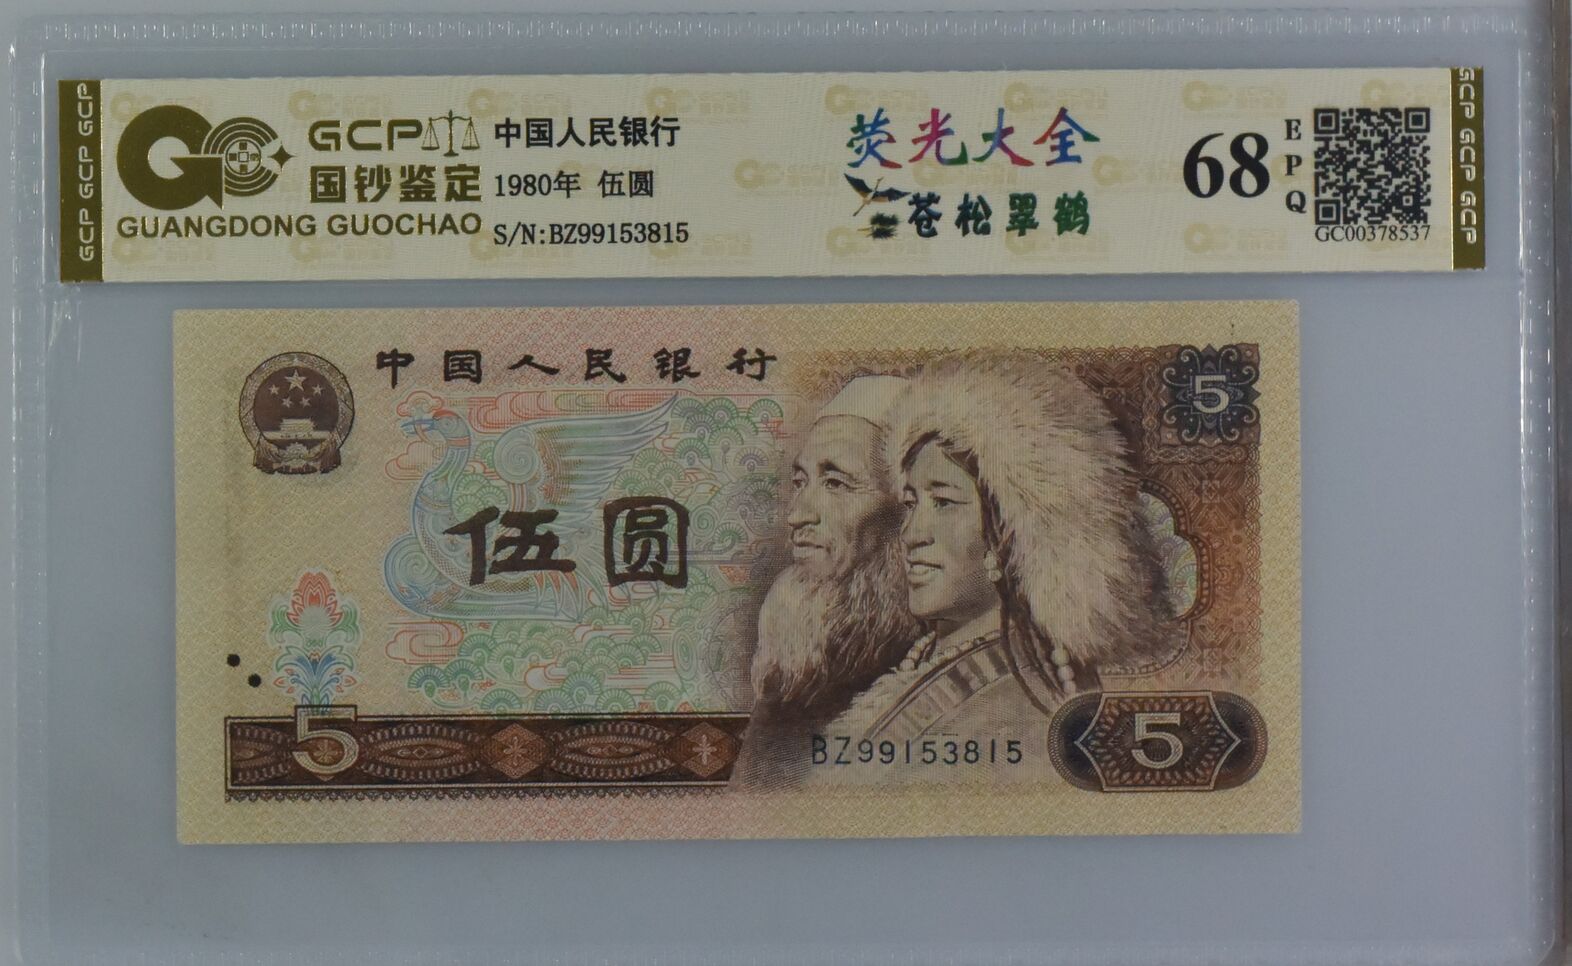 GCP GCP GCP
GCP
国钞鉴定
GUANGDONG GUOCHAO
中国人民银行
1980年 伍圆
S/N:BZ99153815
荧光大全
苍松翠鹤
68
EPQ
GC00378537
GCP GCP GCP
中国人民银行
5
伍圆
5
BZ99153815
5